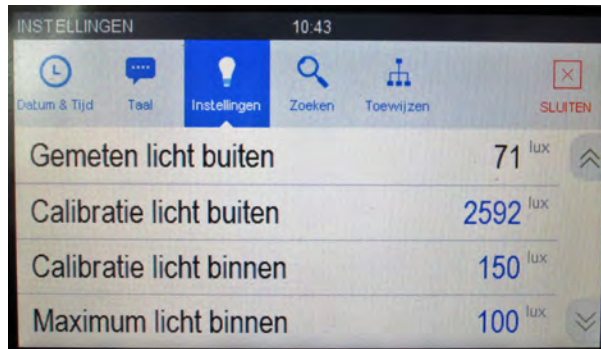 INSTELLINGEN 10:43
Datum & Tijd Taal Instellingen Zoeken Toewijzen SLUITEN
Gemeten licht buiten 71 lux
Calibratie licht buiten 2592 lux
Calibratie licht binnen 150 lux
Maximum licht binnen 100 lux